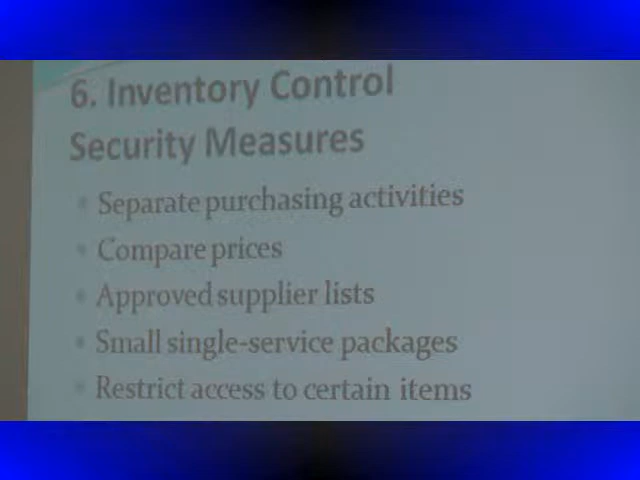 6. Inventory Control
Security Measures
• Separate purchasing activities
• Compare prices
• Approved supplier lists
• Small single-service packages
• Restrict access to certain items